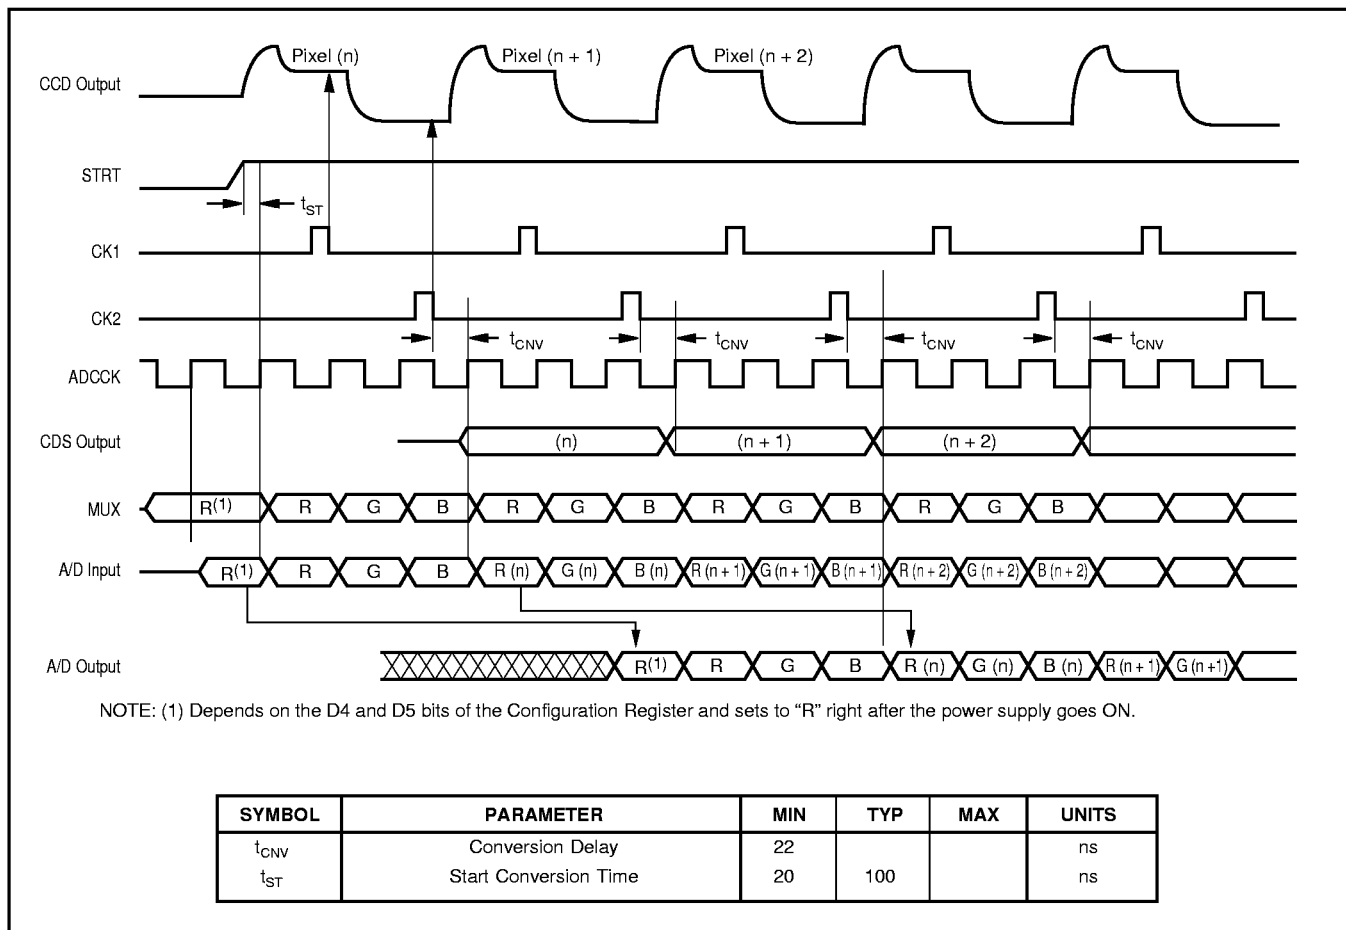 CCD Output Pixel (n) Pixel (n + 1) Pixel (n + 2)
STRT
tST
CK1
CK2
tCNV tCNV tCNV tCNV
ADCCK
CDS Output (n) (n + 1) (n + 2)
MUX R(1) R G B R G B R G B R G B
A/D Input R(1) R G B R (n) G (n) B (n) R (n + 1) G (n + 1) B (n + 1) R (n + 2) G (n + 2) B (n + 2)
A/D Output R(1) R G B R (n) G (n) B (n) R (n + 1) G (n +1)
NOTE: (1) Depends on the D4 and D5 bits of the Configuration Register and sets to “R” right after the power supply goes ON.
SYMBOL PARAMETER MIN TYP MAX UNITS
tCNV Conversion Delay 22 ns
tST Start Conversion Time 20 100 ns